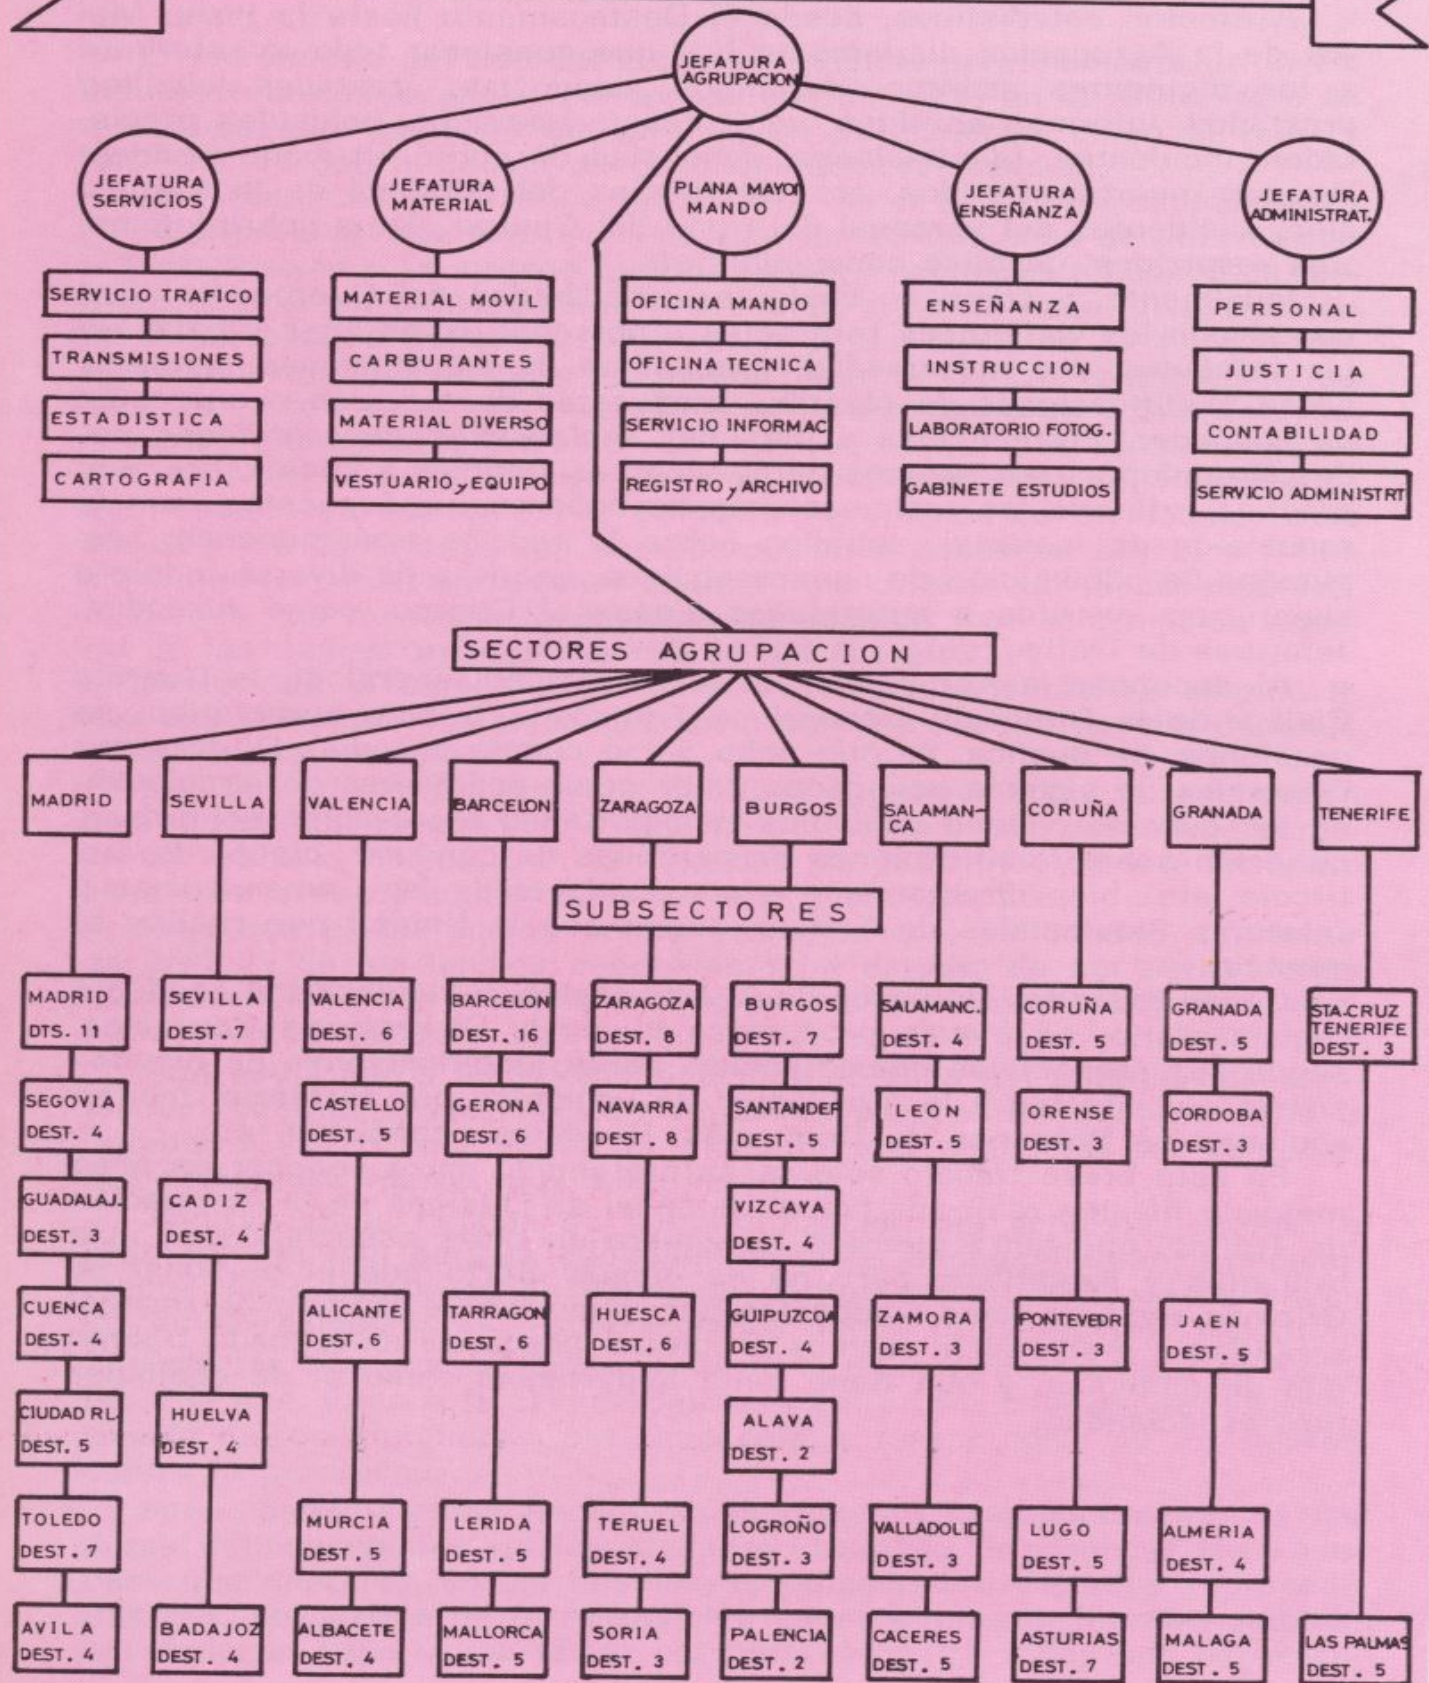 JEFATURA
AGRUPACION
JEFATURA
SERVICIOS
JEFATURA
MATERIAL
PLANA MAYOR
MANDO
JEFATURA
ENSEÑANZA
JEFATURA
ADMINISTRAT.
SERVICIO TRAFICO
TRANSMISIONES
ESTADISTICA
CARTOGRAFIA
MATERIAL MOVIL
CARBURANTES
MATERIAL DIVERSO
VESTUARIO y EQUIPO
OFICINA MANDO
OFICINA TECNICA
SERVICIO INFORMAC
REGISTRO y ARCHIVO
ENSEÑANZA
INSTRUCCION
LABORATORIO FOTOG.
GABINETE ESTUDIOS
PERSONAL
JUSTICIA
CONTABILIDAD
SERVICIO ADMINISTRT
SECTORES AGRUPACION
MADRID
SEVILLA
VALENCIA
BARCELON
ZARAGOZA
BURGOS
SALAMAN-
CA
CORUÑA
GRANADA
TENERIFE
SUBSECTORES
MADRID
DTS. 11
SEGOVIA
DEST. 4
GUADALAJ.
DEST. 3
CUENCA
DEST. 4
CIUDAD RL.
DEST. 5
TOLEDO
DEST. 7
AVILA
DEST. 4
SEVILLA
DEST. 7
CADIZ
DEST. 4
HUELVA
DEST. 4
BADAJOZ
DEST. 4
VALENCIA
DEST. 6
CASTELLO
DEST. 5
ALICANTE
DEST. 6
MURCIA
DEST. 5
ALBACETE
DEST. 4
BARCELON
DEST. 16
GERONA
DEST. 6
TARRAGON
DEST. 6
LERIDA
DEST. 5
MALLORCA
DEST. 5
ZARAGOZA
DEST. 8
NAVARRA
DEST. 8
HUESCA
DEST. 6
TERUEL
DEST. 4
SORIA
DEST. 3
BURGOS
DEST. 7
SANTANDER
DEST. 5
VIZCAYA
DEST. 4
GUIPUZCOA
DEST. 4
ALAVA
DEST. 2
LOGROÑO
DEST. 3
PALENCIA
DEST. 2
SALAMANC.
DEST. 4
LEON
DEST. 5
ZAMORA
DEST. 3
VALLADOLID
DEST. 3
CACERES
DEST. 5
CORUÑA
DEST. 5
ORENSE
DEST. 3
PONTEVEDR
DEST. 3
LUGO
DEST. 5
ASTURIAS
DEST. 7
GRANADA
DEST. 5
CORDOBA
DEST. 3
JAEN
DEST. 5
ALMERIA
DEST. 4
MALAGA
DEST. 5
STA.CRUZ
TENERIFE
DEST. 3
LAS PALMAS
DEST. 5